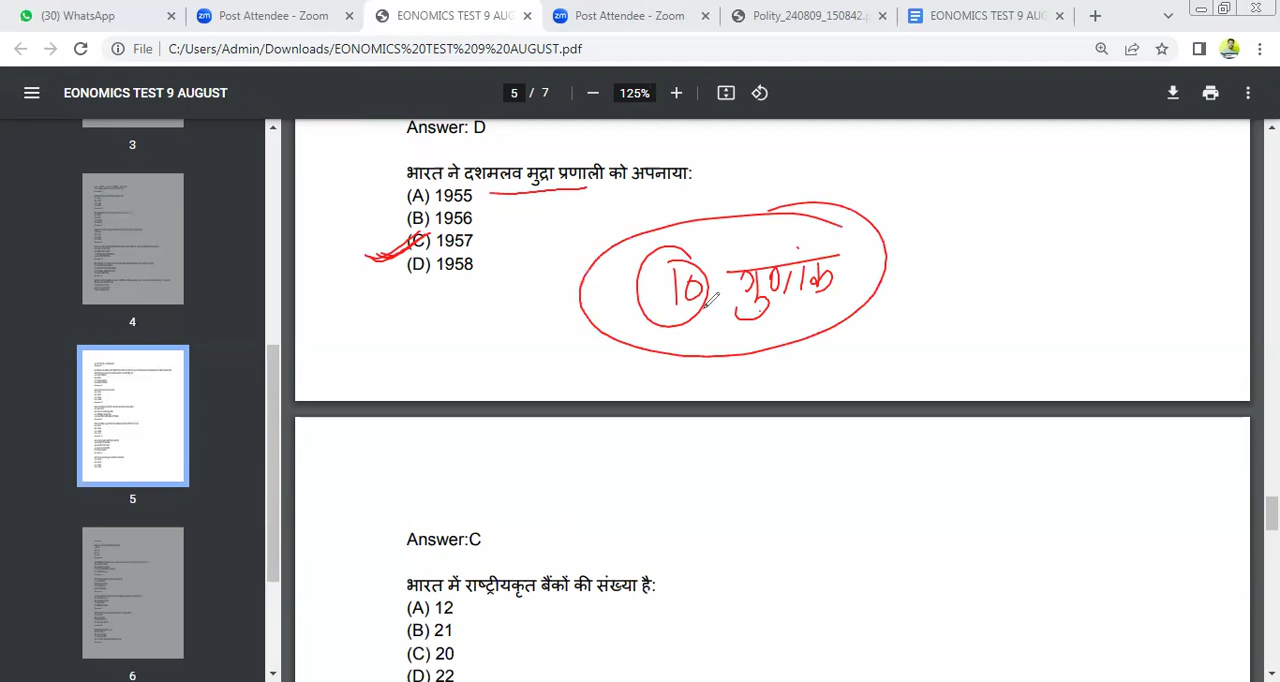 (30) WhatsApp
Post Attendee - Zoom
EONOMICS TEST 9 AUGUS
Post Attendee - Zoom
Polity_240809_150842.p
EONOMICS TEST 9 AUG
File C:/Users/Admin/Downloads/EONOMICS%20TEST%209%20AUGUST.pdf
EONOMICS TEST 9 AUGUST
5 / 7
125%
3
4
5
6
Answer: D
भारत ने दशमलव मुद्रा प्रणाली को अपनाया:
(A) 1955
(B) 1956
(C) 1957
(D) 1958
10 गुणांक
Answer:C
भारत में राष्ट्रीयकृत बैंकों की संख्या है:
(A) 12
(B) 21
(C) 20
(D) 22